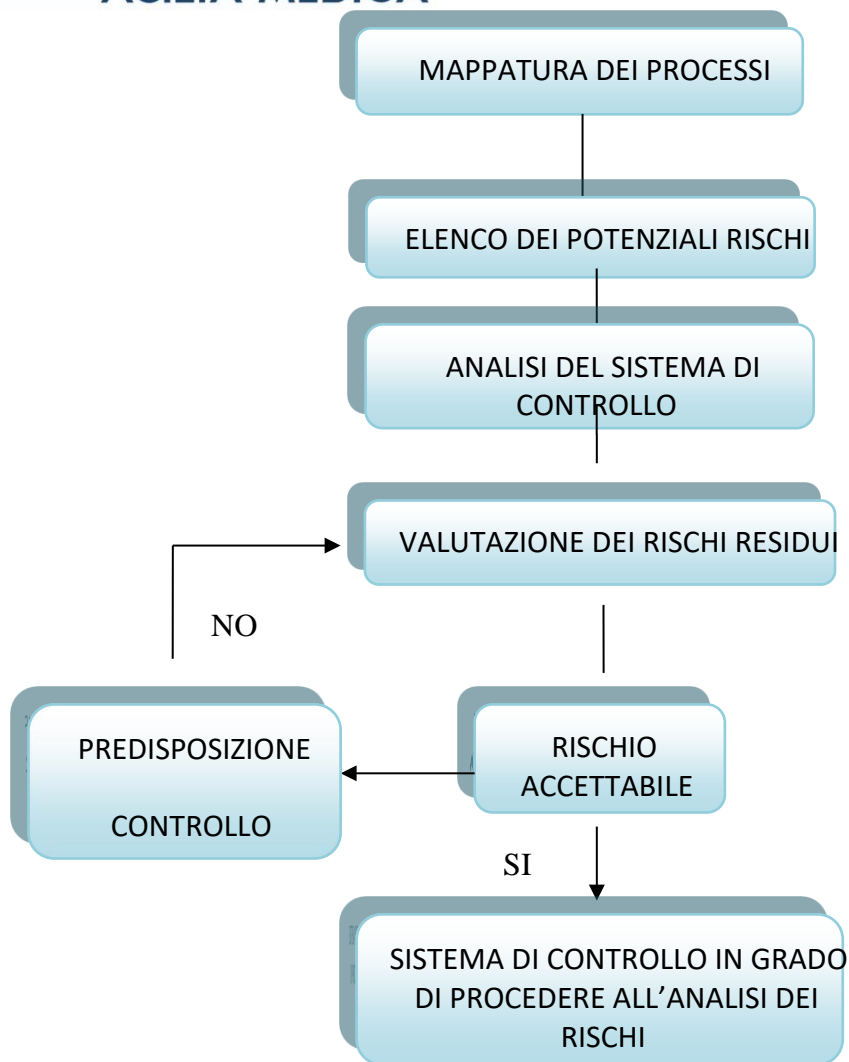 MAPPATURA DEI PROCESSI
ELENCO DEI POTENZIALI RISCHI
ANALISI DEL SISTEMA DI
CONTROLLO
VALUTAZIONE DEI RISCHI RESIDUI
NO
PREDISPOSIZIONE
CONTROLLO
RISCHIO
ACCETTABILE
SI
SISTEMA DI CONTROLLO IN GRADO
DI PROCEDERE ALL’ANALISI DEI
RISCHI